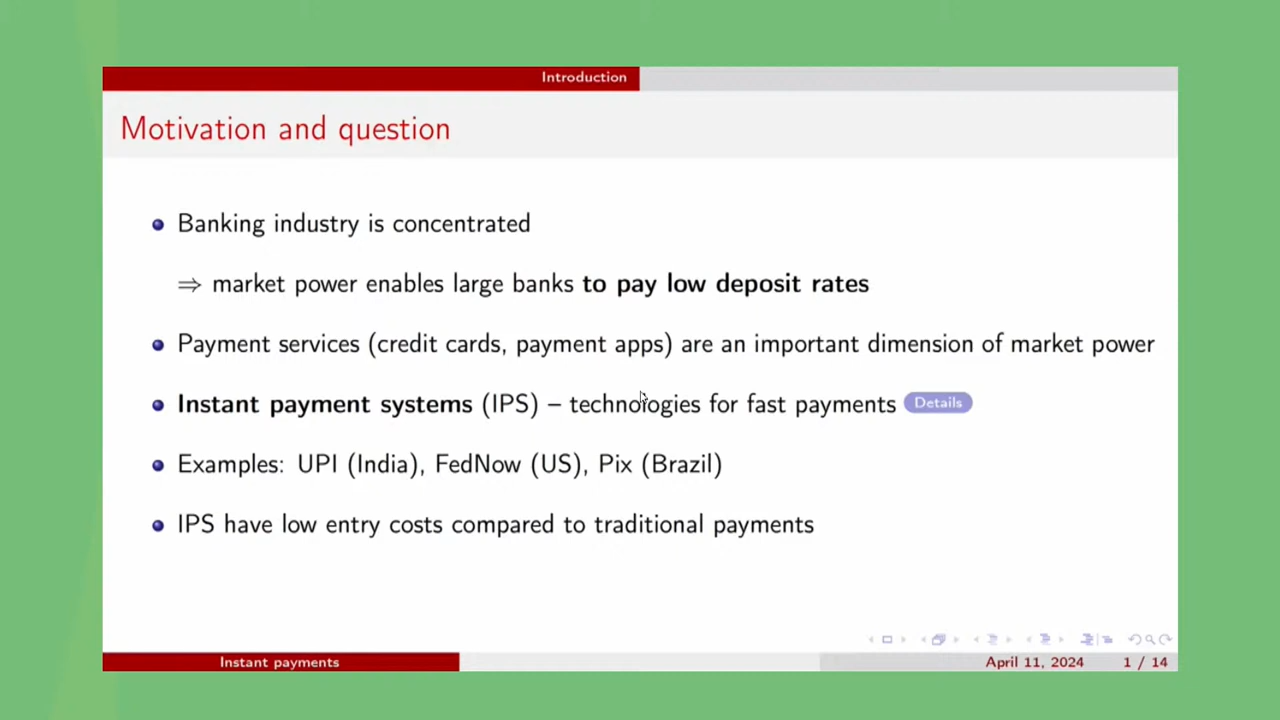 Introduction
Motivation and question
Banking industry is concentrated
⇒ market power enables large banks to pay low deposit rates
Payment services (credit cards, payment apps) are an important dimension of market power
Instant payment systems (IPS) – technologies for fast payments Details
Examples: UPI (India), FedNow (US), Pix (Brazil)
IPS have low entry costs compared to traditional payments
Instant payments April 11, 2024 1 / 14